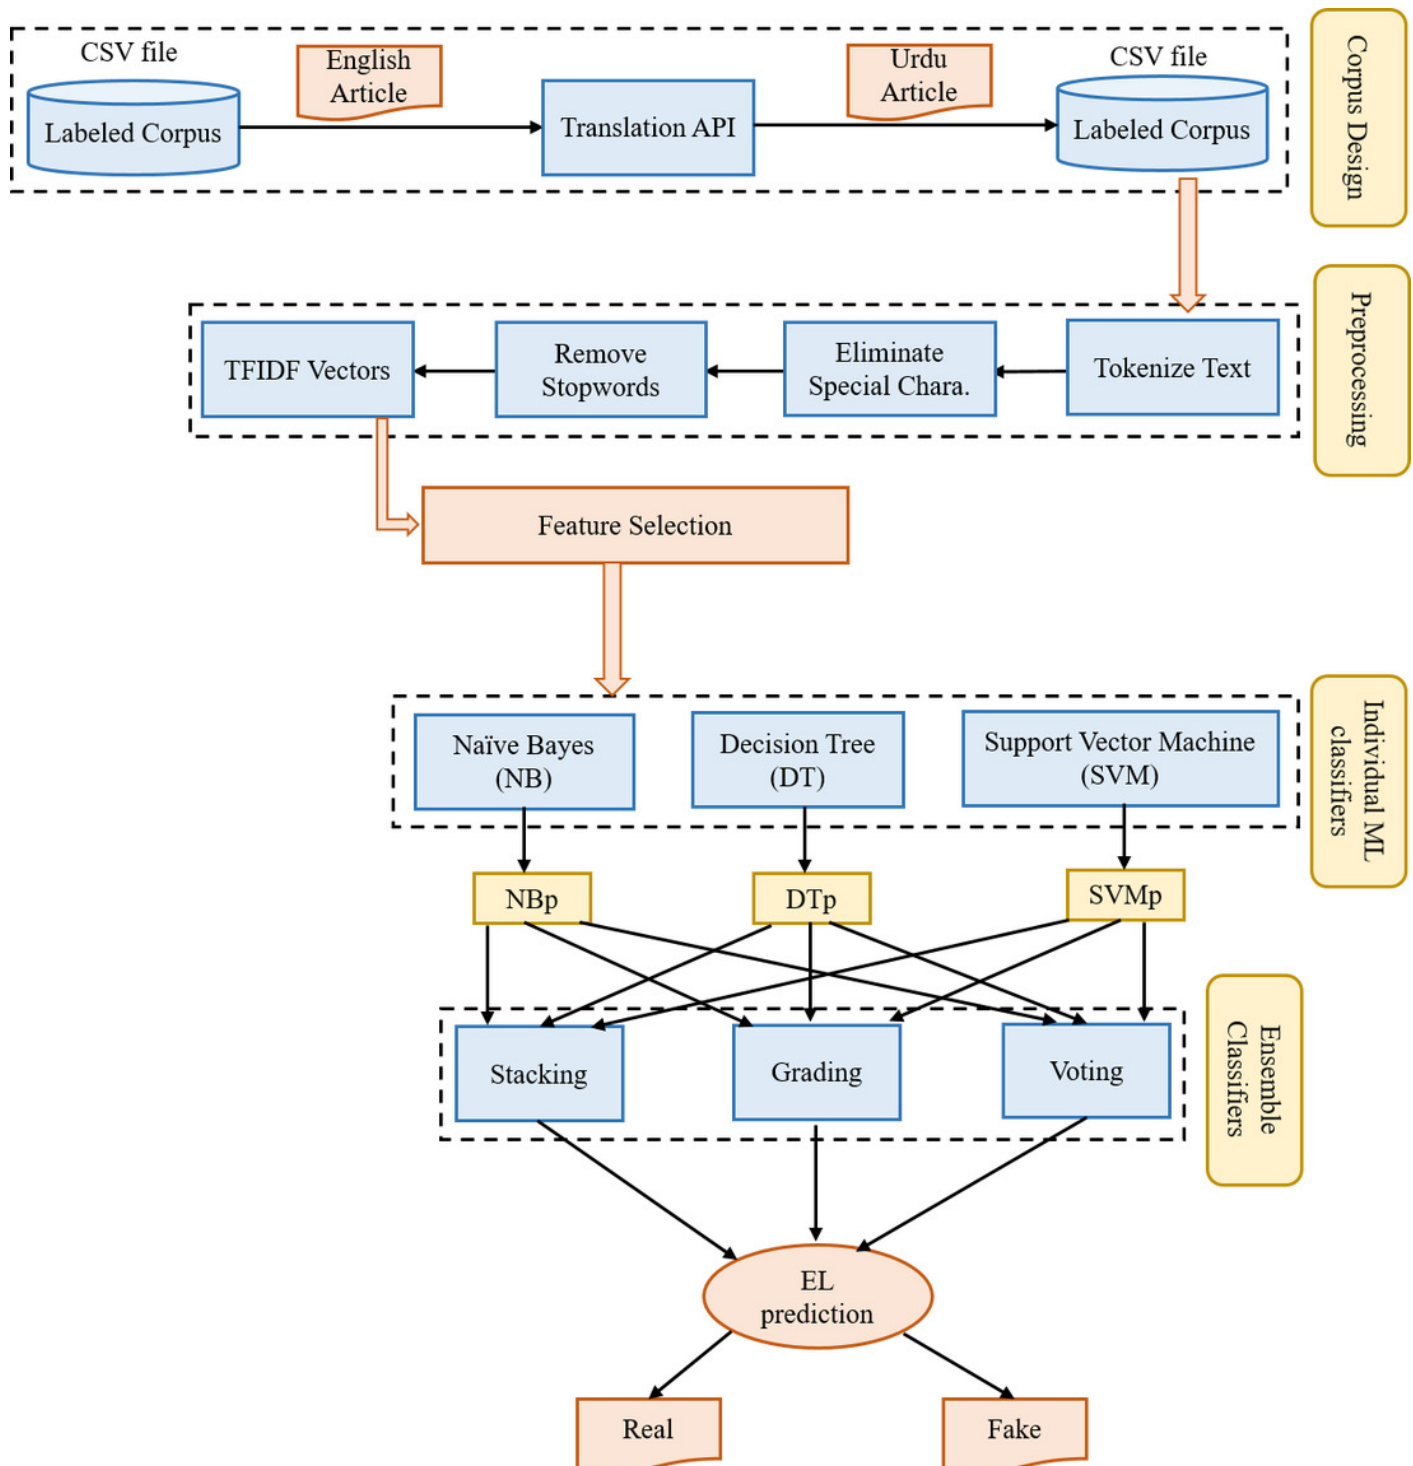 CSV file
English
Article
Urdu
Article
CSV file
Labeled Corpus
Translation API
Labeled Corpus
Corpus Design
TFIDF Vectors
Remove
Stopwords
Eliminate
Special Chara.
Tokenize Text
Preprocessing
Feature Selection
Naïve Bayes
(NB)
Decision Tree
(DT)
Support Vector Machine
(SVM)
Individual ML
classifiers
NBp
DTp
SVMp
Stacking
Grading
Voting
Ensemble
Classifiers
EL
prediction
Real
Fake